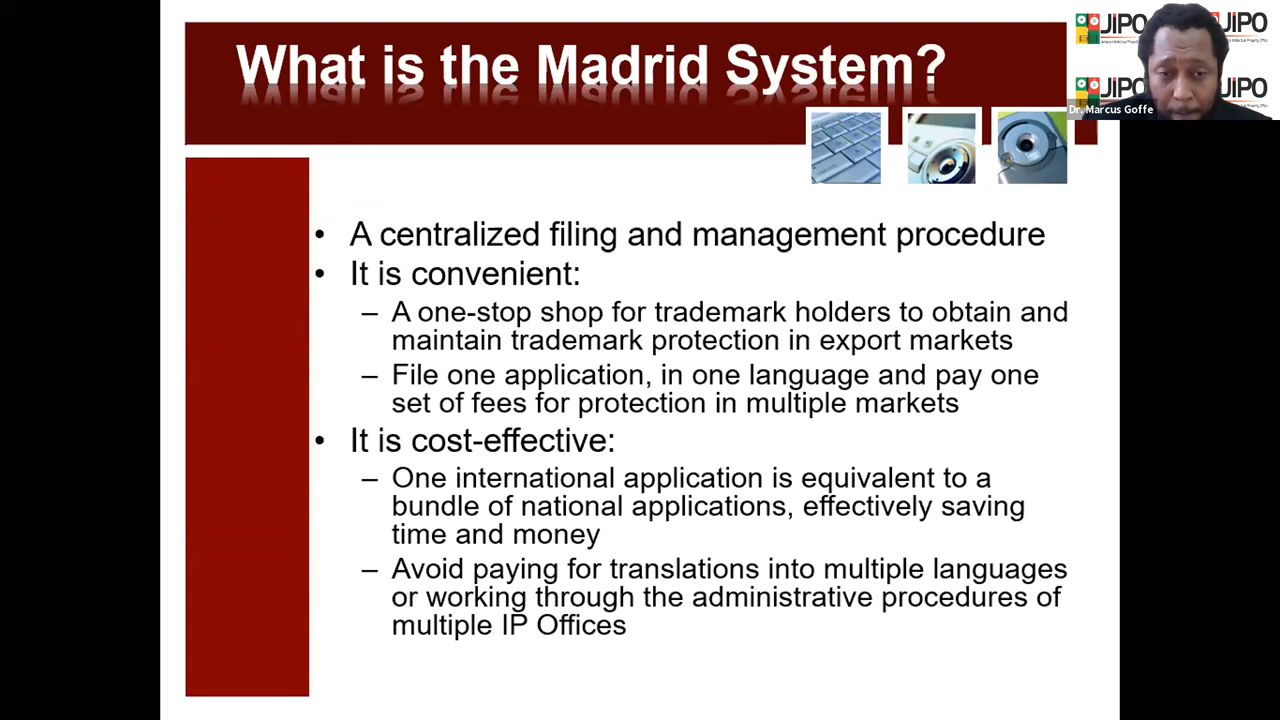 What is the Madrid System?
JIPO
JIPO
JIPO
JIPO
Dr. Marcus Goffe
• A centralized filing and management procedure
• It is convenient:
– A one-stop shop for trademark holders to obtain and
maintain trademark protection in export markets
– File one application, in one language and pay one
set of fees for protection in multiple markets
• It is cost-effective:
– One international application is equivalent to a
bundle of national applications, effectively saving
time and money
– Avoid paying for translations into multiple languages
or working through the administrative procedures of
multiple IP Offices